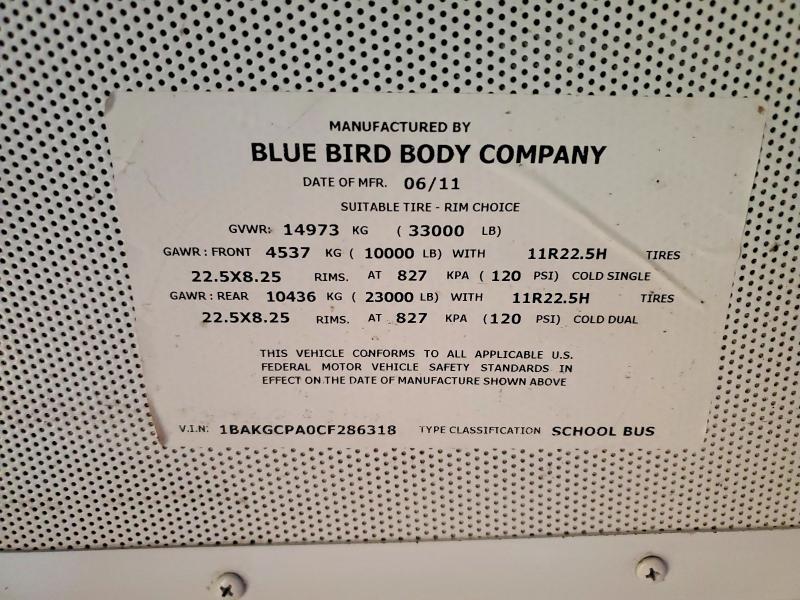 MANUFACTURED BY
BLUE BIRD BODY COMPANY
DATE OF MFR. 06/11
SUITABLE TIRE - RIM CHOICE
GVWR: 14973 KG ( 33000 LB)
GAWR : FRONT 4537 KG ( 10000 LB) WITH 11R22.5H TIRES
22.5X8.25 RIMS. AT 827 KPA ( 120 PSI) COLD SINGLE
GAWR : REAR 10436 KG ( 23000 LB) WITH 11R22.5H TIRES
22.5X8.25 RIMS. AT 827 KPA ( 120 PSI) COLD DUAL
THIS VEHICLE CONFORMS TO ALL APPLICABLE U.S.
FEDERAL MOTOR VEHICLE SAFETY STANDARDS IN
EFFECT ON THE DATE OF MANUFACTURE SHOWN ABOVE
V.I.N. 1BAKGCPA0CF286318 TYPE CLASSIFICATION SCHOOL BUS